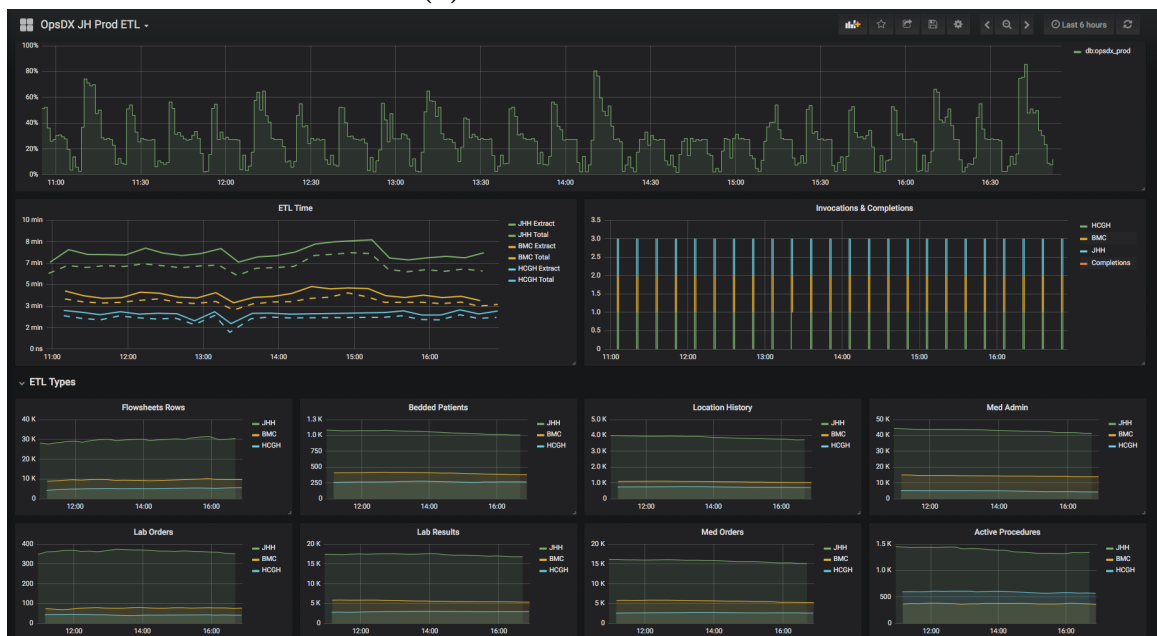 (a)
OpsDX JH Prod ETL
Last 6 hours
100%
80%
60%
40%
20%
0%
11:00 11:30 12:00 12:30 13:00 13:30 14:00 14:30 15:00 15:30 16:00 16:30
db:opsdx_prod
ETL Time
10 min
8 min
7 min
5 min
3 min
2 min
0 ns
11:00 12:00 13:00 14:00 15:00 16:00
JHH Extract
JHH Total
BMC Extract
BMC Total
HCGH Extract
HCGH Total
Invocations & Completions
3.5
3.0
2.5
2.0
1.5
1.0
0.5
0
11:00 12:00 13:00 14:00 15:00 16:00
HCGH
BMC
JHH
Completions
ETL Types
Flowsheets Rows
40 K
30 K
20 K
10 K
0
12:00 14:00 16:00
JHH
BMC
HCGH
Bedded Patients
1.3 K
1.0 K
750
500
250
0
12:00 14:00 16:00
JHH
BMC
HCGH
Location History
5.0 K
4.0 K
3.0 K
2.0 K
1.0 K
0
12:00 14:00 16:00
JHH
BMC
HCGH
Med Admin
50 K
40 K
30 K
20 K
10 K
0
12:00 14:00 16:00
JHH
BMC
HCGH
Lab Orders
400
300
200
100
0
12:00 14:00 16:00
JHH
BMC
HCGH
Lab Results
20 K
15 K
10 K
5 K
0
12:00 14:00 16:00
JHH
BMC
HCGH
Med Orders
20 K
15 K
10 K
5 K
0
12:00 14:00 16:00
JHH
BMC
HCGH
Active Procedures
1.5 K
1.0 K
500
0
12:00 14:00 16:00
JHH
BMC
HCGH